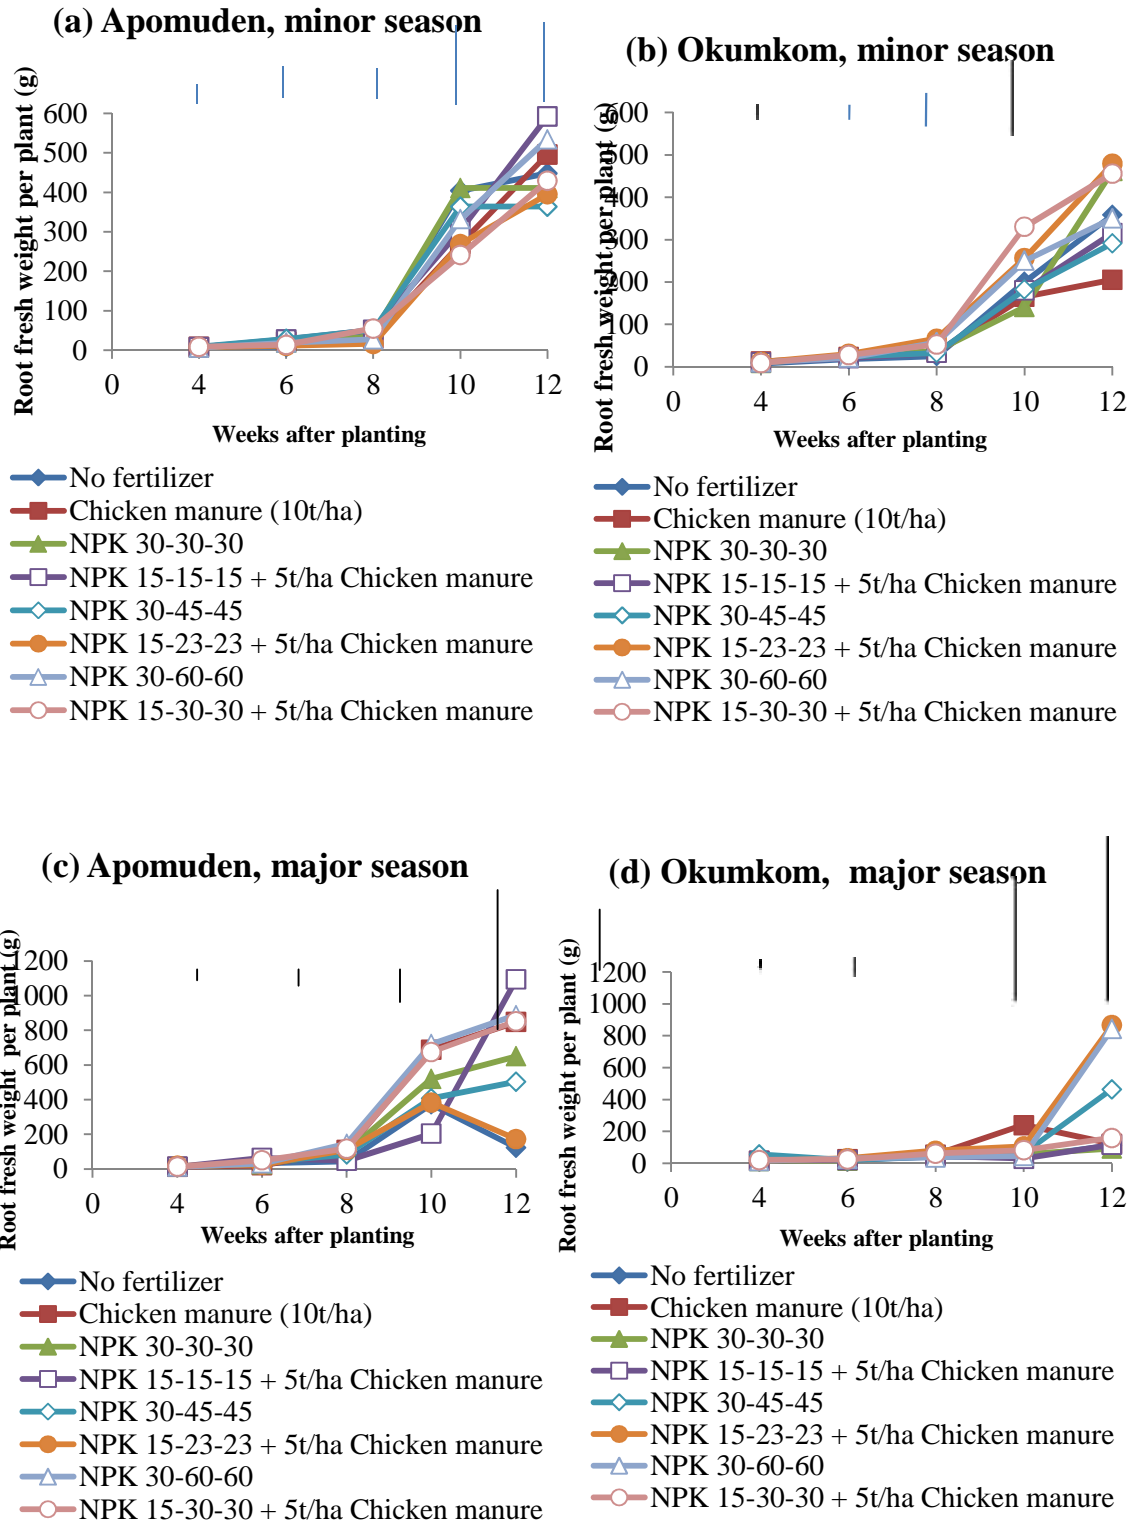 (a) Apomuden, minor season
Root fresh weight per plant (g)
600
500
400
300
200
100
0
0 4 6 8 10 12
Weeks after planting
No fertilizer
Chicken manure (10t/ha)
NPK 30-30-30
NPK 15-15-15 + 5t/ha Chicken manure
NPK 30-45-45
NPK 15-23-23 + 5t/ha Chicken manure
NPK 30-60-60
NPK 15-30-30 + 5t/ha Chicken manure
(b) Okumkom, minor season
Root fresh weight per plant (g)
600
500
400
300
200
100
0
0 4 6 8 10 12
Weeks after planting
No fertilizer
Chicken manure (10t/ha)
NPK 30-30-30
NPK 15-15-15 + 5t/ha Chicken manure
NPK 30-45-45
NPK 15-23-23 + 5t/ha Chicken manure
NPK 30-60-60
NPK 15-30-30 + 5t/ha Chicken manure
(c) Apomuden, major season
Root fresh weight per plant (g)
1200
1000
800
600
400
200
0
0 4 6 8 10 12
Weeks after planting
No fertilizer
Chicken manure (10t/ha)
NPK 30-30-30
NPK 15-15-15 + 5t/ha Chicken manure
NPK 30-45-45
NPK 15-23-23 + 5t/ha Chicken manure
NPK 30-60-60
NPK 15-30-30 + 5t/ha Chicken manure
(d) Okumkom, major season
Root fresh weight per plant (g)
1200
1000
800
600
400
200
0
0 4 6 8 10 12
Weeks after planting
No fertilizer
Chicken manure (10t/ha)
NPK 30-30-30
NPK 15-15-15 + 5t/ha Chicken manure
NPK 30-45-45
NPK 15-23-23 + 5t/ha Chicken manure
NPK 30-60-60
NPK 15-30-30 + 5t/ha Chicken manure